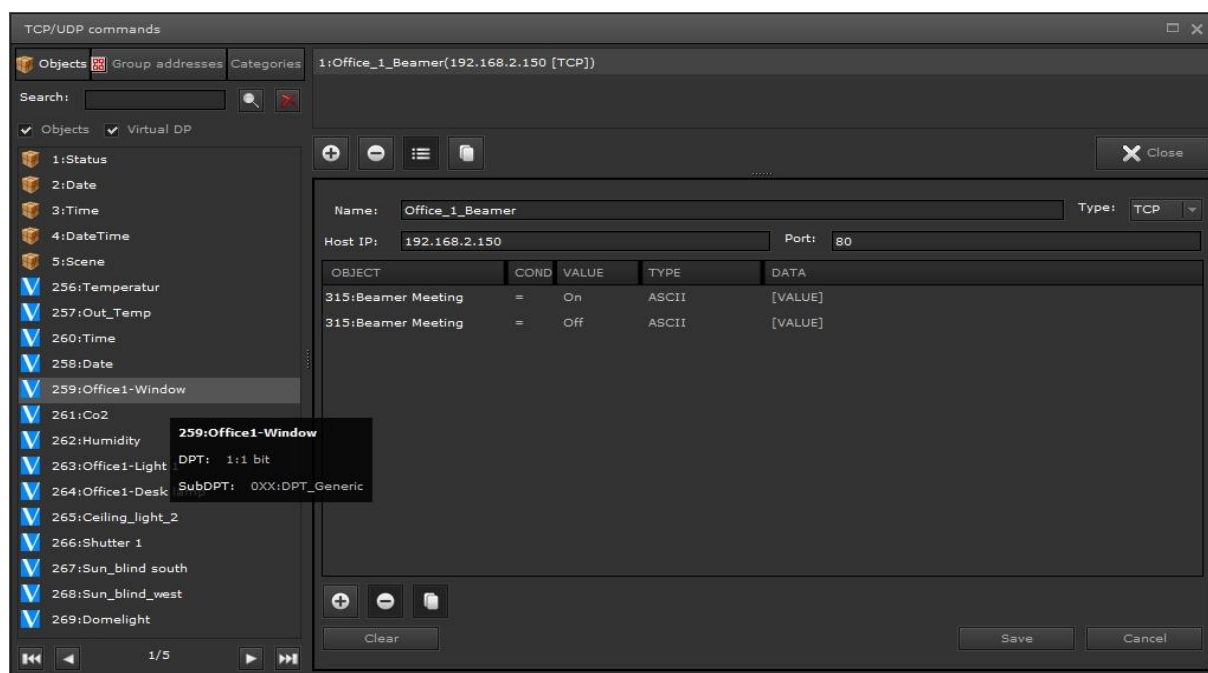 TCP/UDP commands
Objects Group addresses Categories
Search:
Objects Virtual DP
1:Status
2:Date
3:Time
4:DateTime
5:Scene
256:Temperatur
257:Out_Temp
260:Time
258:Date
259:Office1-Window
261:Co2
262:Humidity
263:Office1-Light
264:Office1-Desk
265:Ceiling_light_2
266:Shutter 1
267:Sun_blind south
268:Sun_blind_west
269:Domelight
1/5
259:Office1-Window
DPT: 1:1 bit
SubDPT: 0XX:DPT_Generic
1:Office_1_Beamer(192.168.2.150 [TCP])
Close
Name: Office_1_Beamer Type: TCP
Host IP: 192.168.2.150 Port: 80
OBJECT COND VALUE TYPE DATA
315:Beamer Meeting = On ASCII [VALUE]
315:Beamer Meeting = Off ASCII [VALUE]
Clear Save Cancel